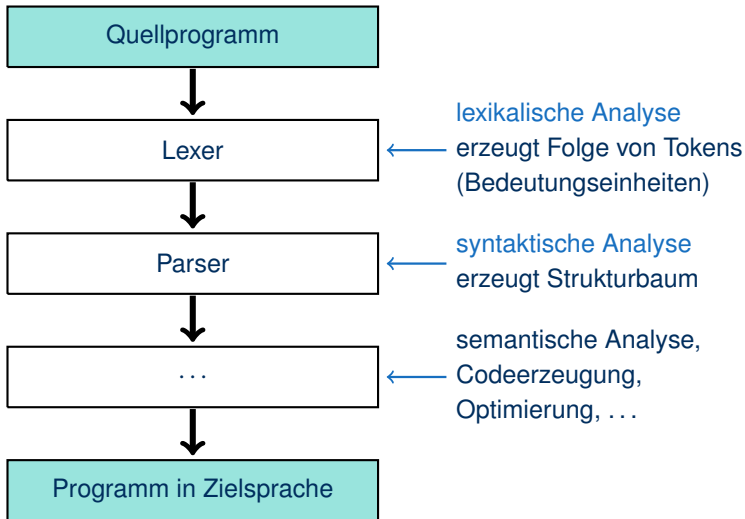 Quellprogramm
lexikalische Analyse
Lexer
erzeugt Folge von Tokens
(Bedeutungseinheiten)
syntaktische Analyse
Parser
erzeugt Strukturbaum
semantische Analyse,
. . .
Codeerzeugung,
Optimierung, . . .
Programm in Zielsprache